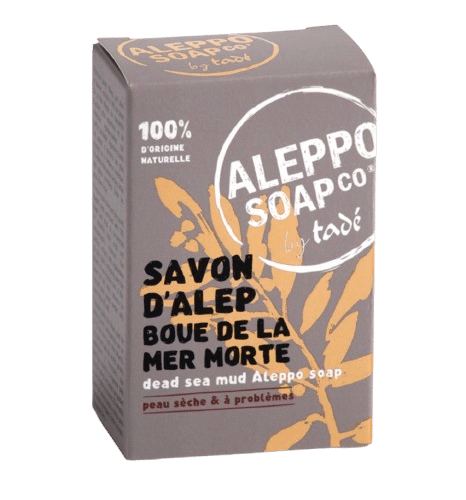 ALEPPO
SOAP CO
by tadé
100%
D'ORIGINE
NATURELLE
ALEPPO
SOAP CO®
by tadé
SAVON
D'ALEP
BOUE DE LA
MER MORTE
dead sea mud Aleppo soap
peau sèche & à problèmes